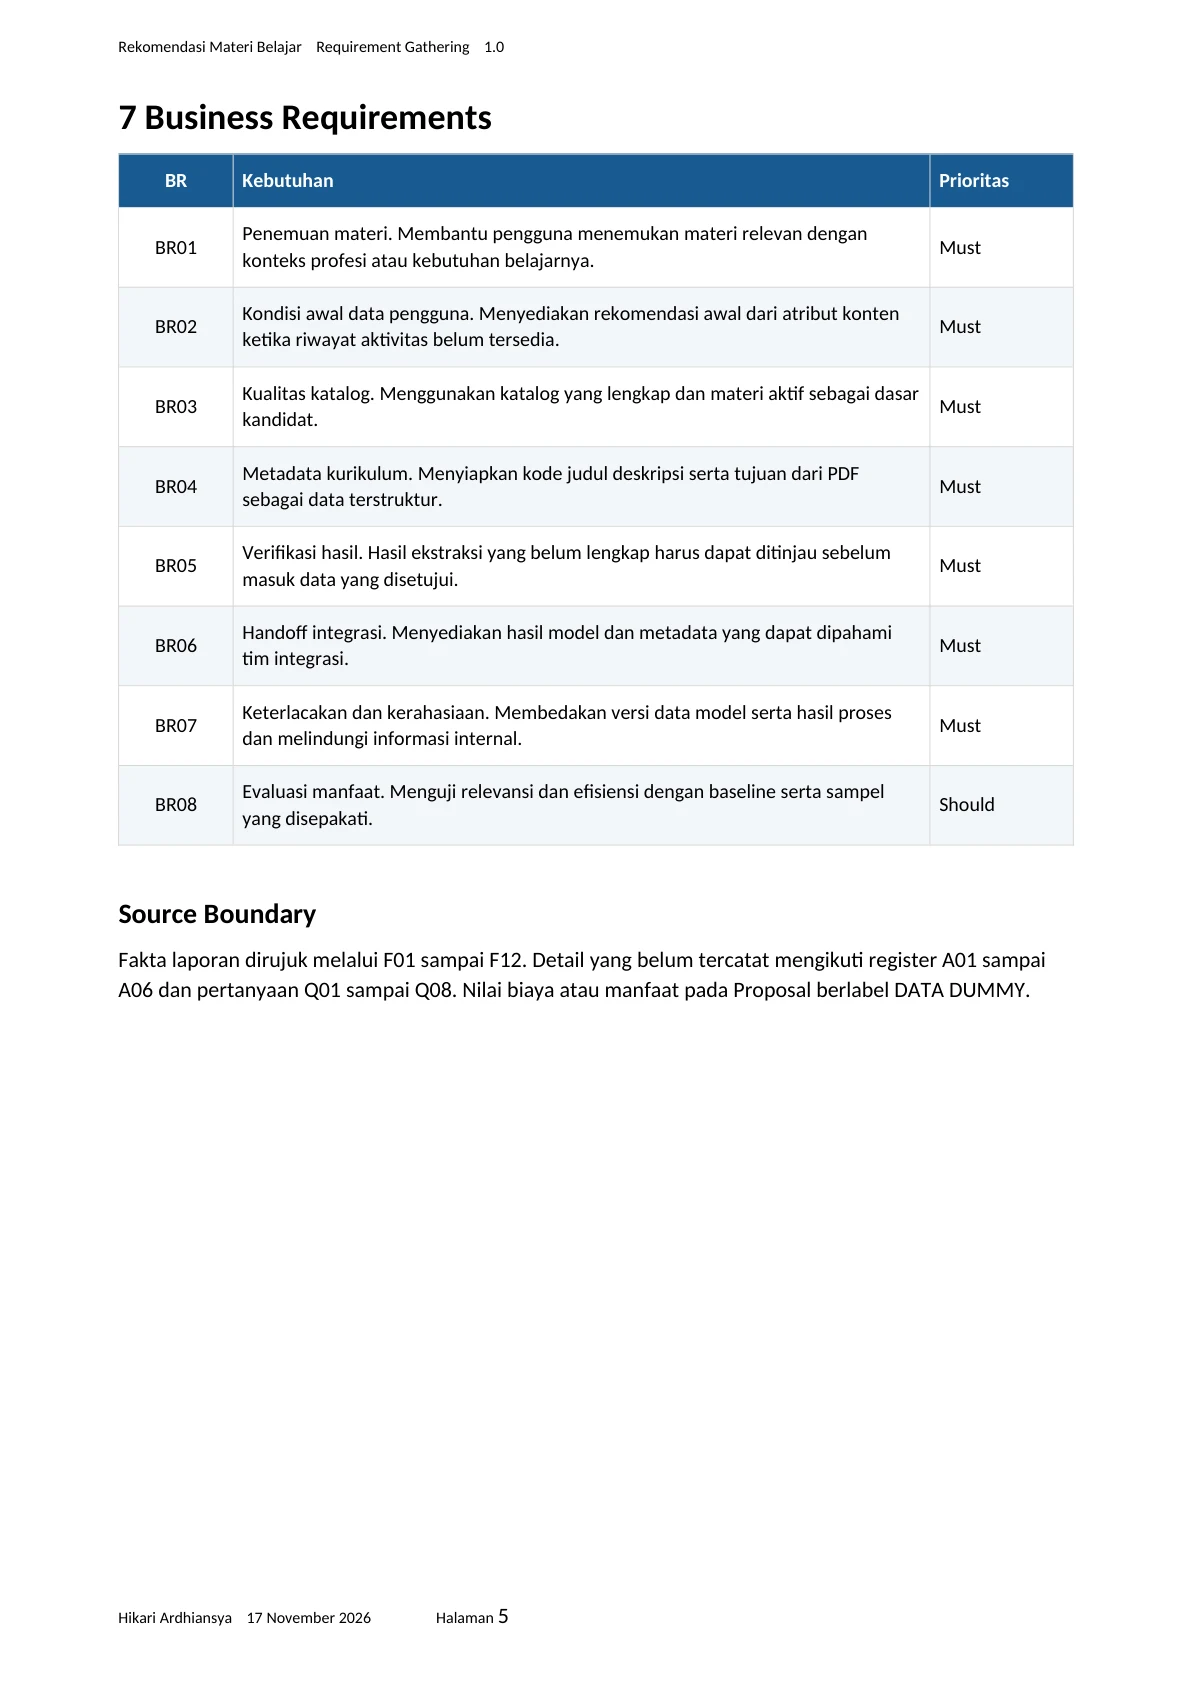 Rekomendasi Materi Belajar Requirement Gathering 1.0
7 Business Requirements
BR Kebutuhan Prioritas
BR01 Penemuan materi. Membantu pengguna menemukan materi relevan dengan konteks profesi atau kebutuhan belajarnya. Must
BR02 Kondisi awal data pengguna. Menyediakan rekomendasi awal dari atribut konten ketika riwayat aktivitas belum tersedia. Must
BR03 Kualitas katalog. Menggunakan katalog yang lengkap dan materi aktif sebagai dasar kandidat. Must
BR04 Metadata kurikulum. Menyiapkan kode judul deskripsi serta tujuan dari PDF sebagai data terstruktur. Must
BR05 Verifikasi hasil. Hasil ekstraksi yang belum lengkap harus dapat ditinjau sebelum masuk data yang disetujui. Must
BR06 Handoff integrasi. Menyediakan hasil model dan metadata yang dapat dipahami tim integrasi. Must
BR07 Keterlacakan dan kerahasiaan. Membedakan versi data model serta hasil proses dan melindungi informasi internal. Must
BR08 Evaluasi manfaat. Menguji relevansi dan efisiensi dengan baseline serta sampel yang disepakati. Should
Source Boundary
Fakta laporan dirujuk melalui F01 sampai F12. Detail yang belum tercatat mengikuti register A01 sampai
A06 dan pertanyaan Q01 sampai Q08. Nilai biaya atau manfaat pada Proposal berlabel DATA DUMMY.
Hikari Ardhiansya 17 November 2026 Halaman 5